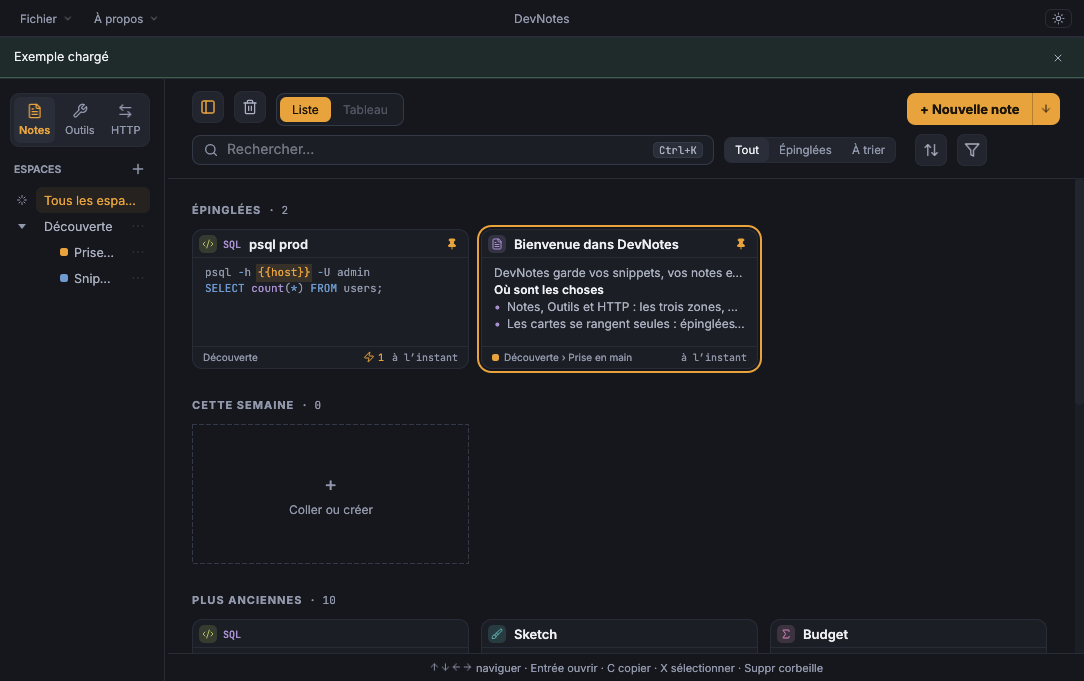 Fichier
À propos
DevNotes
Exemple chargé
Notes
Outils
HTTP
Liste
Tableau
+ Nouvelle note
Rechercher...
Ctrl+K
Tout
Épinglées
À trier
ESPACES
Tous les espa...
Découverte
Prise...
Snip...
ÉPINGLÉES · 2
SQL psql prod
psql -h {{host}} -U admin
SELECT count(*) FROM users;
Découverte
1 à l’instant
Bienvenue dans DevNotes
DevNotes garde vos snippets, vos notes e...
Où sont les choses
• Notes, Outils et HTTP : les trois zones, ...
• Les cartes se rangent seules : épinglées...
Découverte › Prise en main
à l’instant
CETTE SEMAINE · 0
+
Coller ou créer
PLUS ANCIENNES · 10
SQL
Sketch
Σ Budget
↑↓←→ naviguer · Entrée ouvrir · C copier · X sélectionner · Suppr corbeille